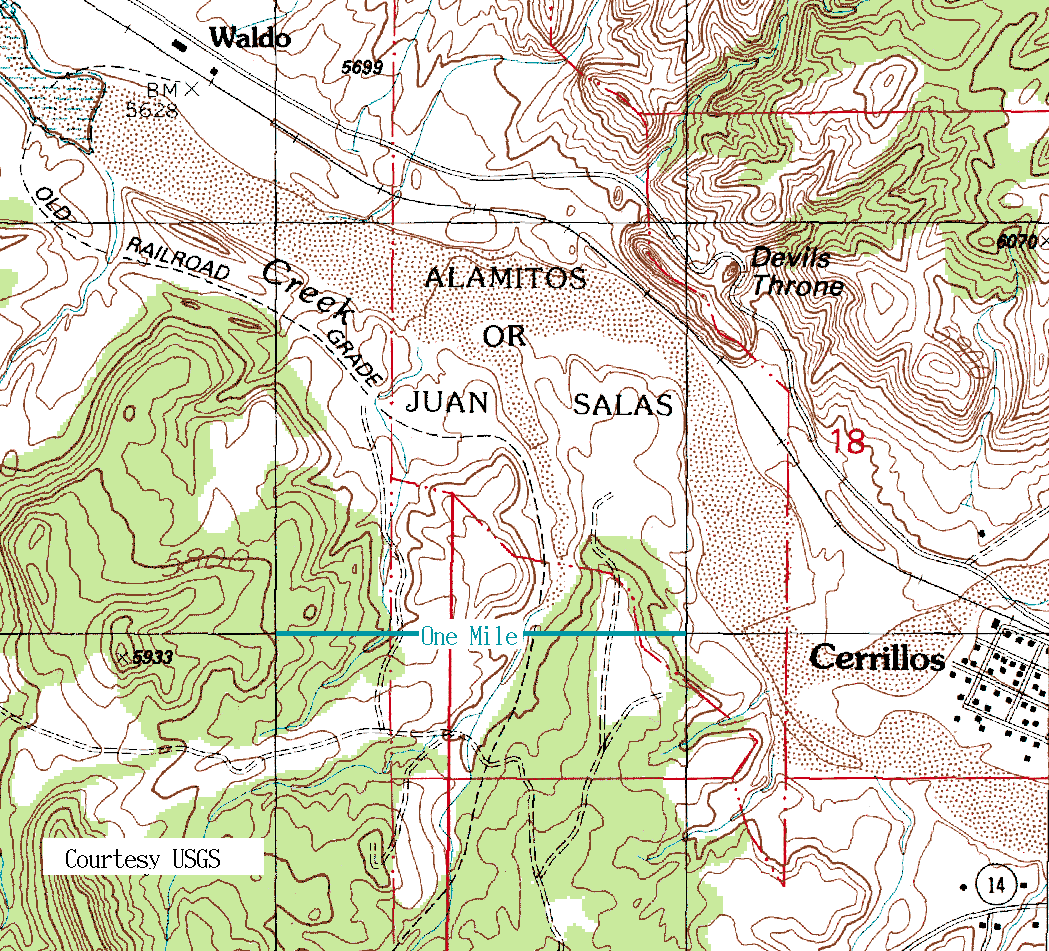 Waldo
5699
BM
5628
OLD
RAILROAD
Creek
GRADE
ALAMITOS
OR
JUAN
SALAS
Devils
Throne
6070
18
5800
One Mile
5933
Cerrillos
Courtesy USGS
14